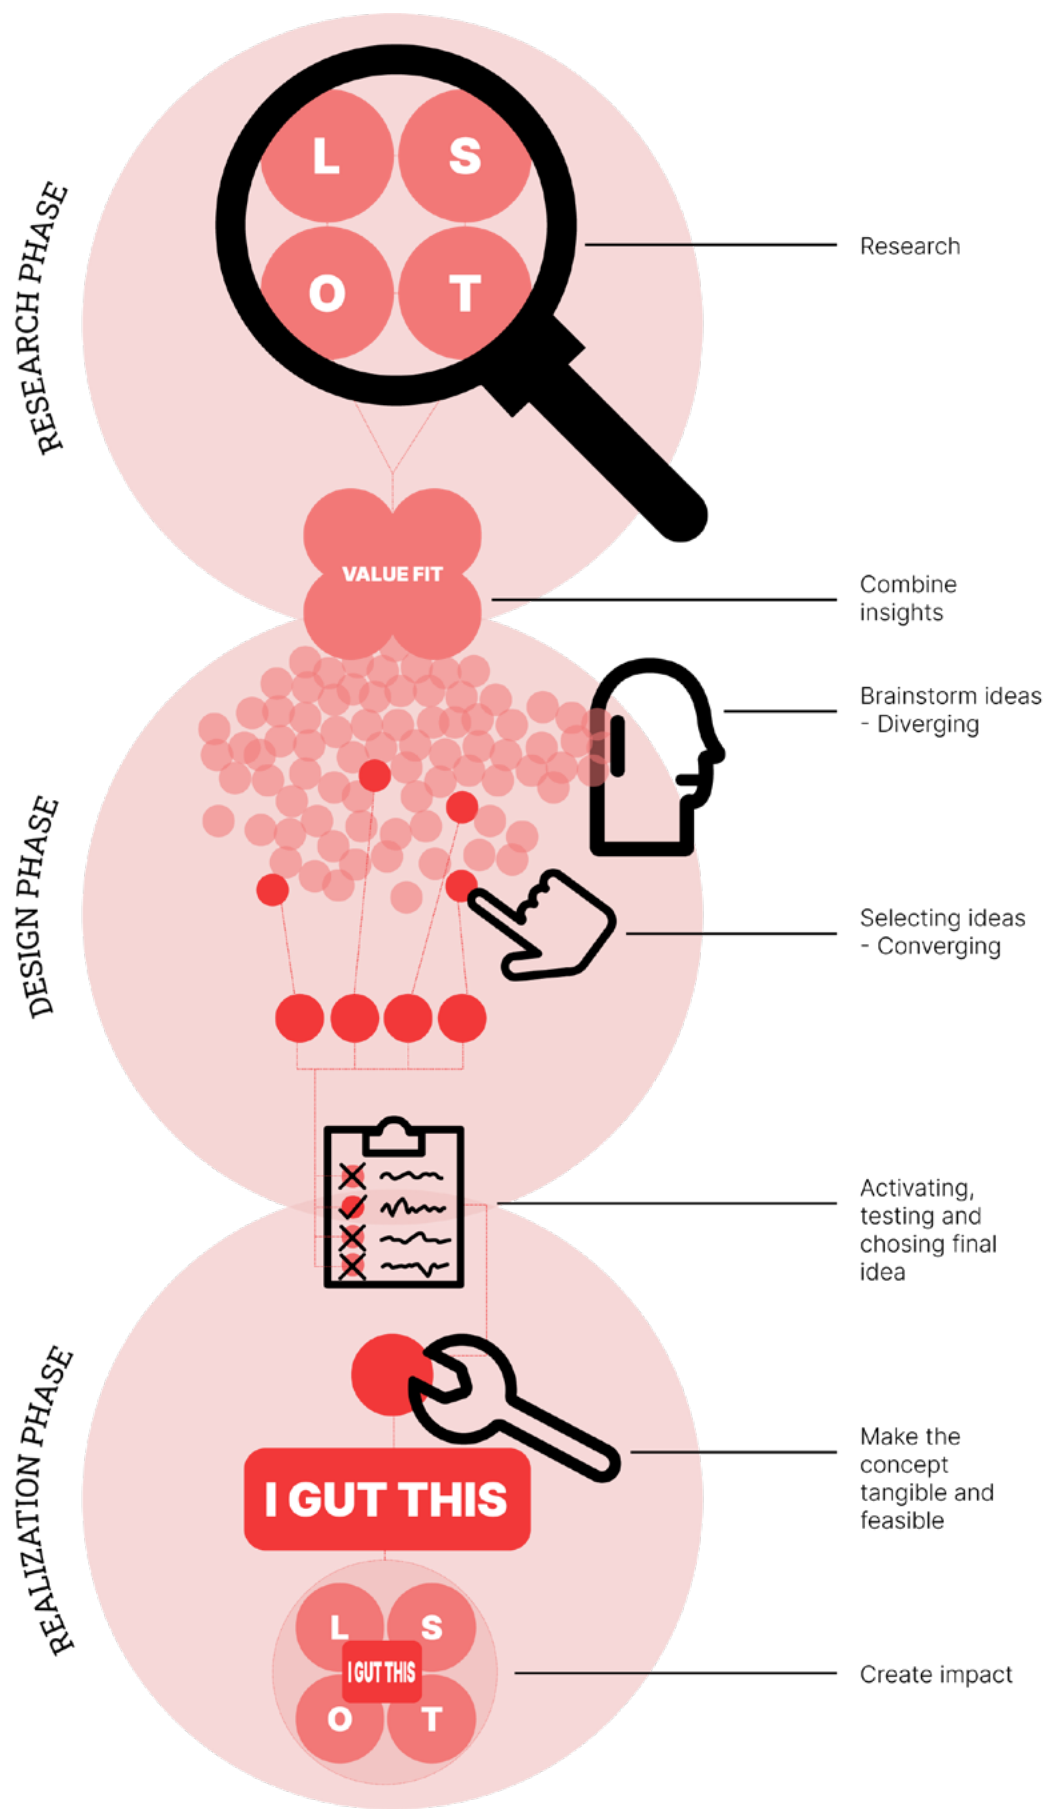 RESEARCH PHASE
L
S
O
T
Research
VALUE FIT
Combine
insights
DESIGN PHASE
Brainstorm ideas
- Diverging
Selecting ideas
- Converging
Activating,
testing and
chosing final
idea
REALIZATION PHASE
Make the
concept
tangible and
feasible
I GUT THIS
L
S
I GUT THIS
O
T
Create impact